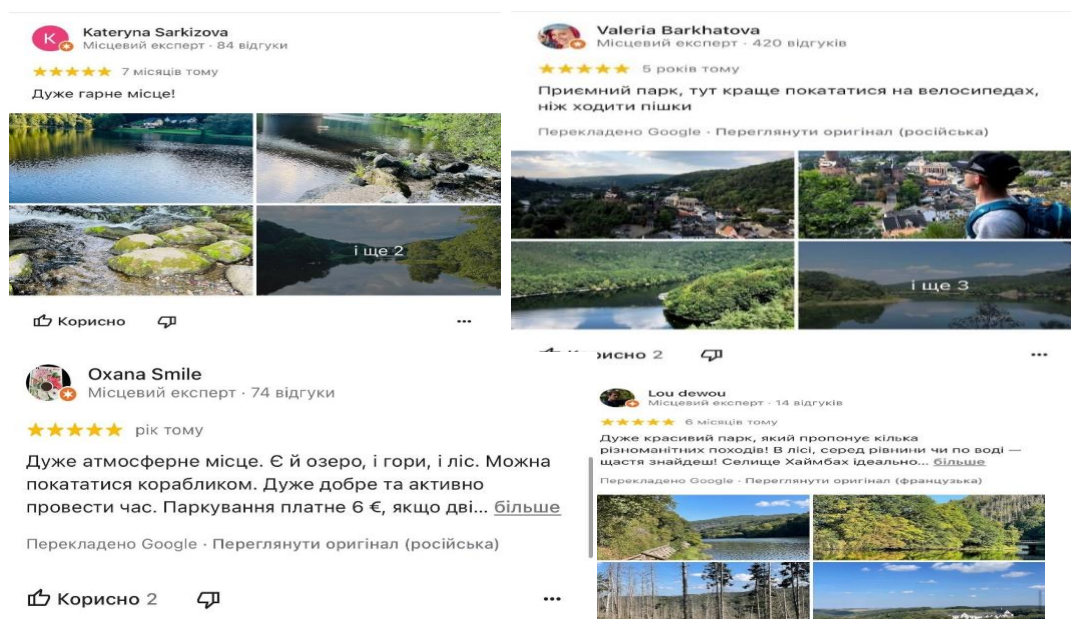 K
Kateryna Sarkizova
Місцевий експерт · 84 відгуки
7 місяців тому
Дуже гарне місце!
і ще 2
Корисно
Valeria Barkhatova
Місцевий експерт · 420 відгуків
5 років тому
Приємний парк, тут краще покататися на велосипедах,
ніж ходити пішки
Перекладено Google · Переглянути оригінал (російська)
і ще 3
Корисно 2
Oxana Smile
Місцевий експерт · 74 відгуки
рік тому
Дуже атмосферне місце. Є й озеро, і гори, і ліс. Можна
покататися корабликом. Дуже добре та активно
провести час. Паркування платне 6 €, якщо дві... більше
Перекладено Google · Переглянути оригінал (російська)
Корисно 2
Lou dewou
Місцевий експерт · 14 відгуків
6 місяців тому
Дуже красивий парк, який пропонує кілька
різноманітних походів! В лісі, серед рівнини чи по воді —
щастя знайдеш! Селище Хаймбах ідеально... більше
Перекладено Google · Переглянути оригінал (французька)